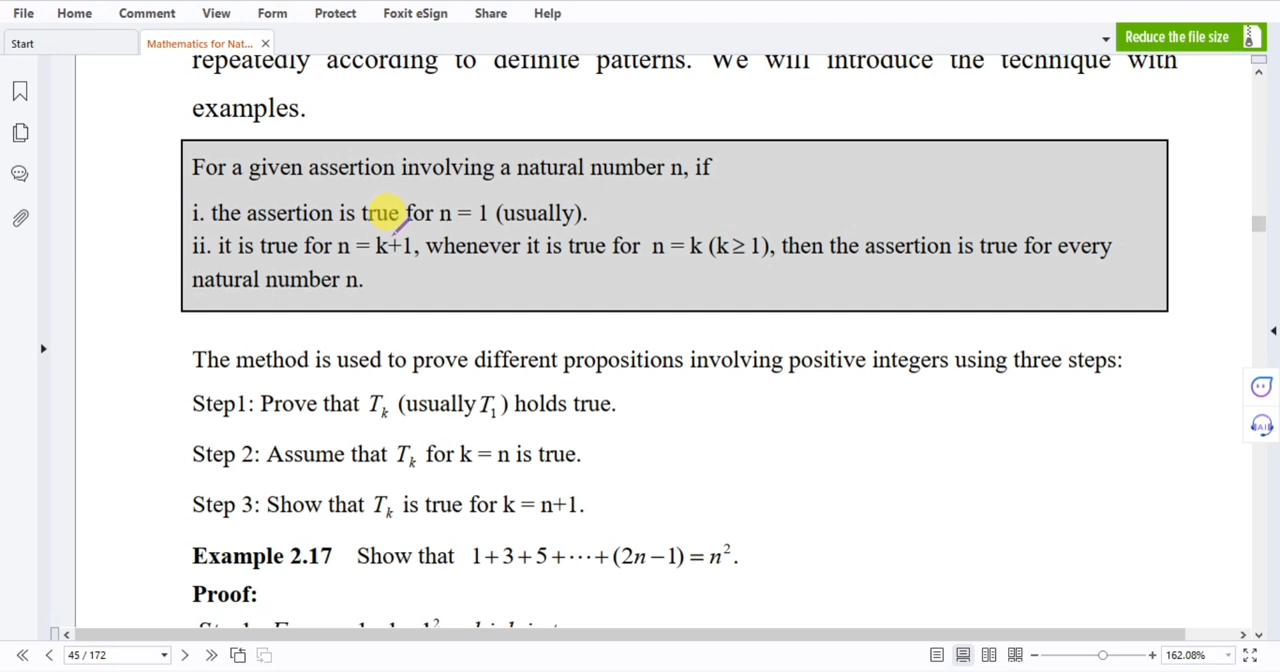 File Home Comment View Form Protect Foxit eSign Share Help
Start Mathematics for Nat... Reduce the file size
repeatedly according to definite patterns. We will introduce the technique with
examples.
For a given assertion involving a natural number n, if
i. the assertion is true for n = 1 (usually).
ii. it is true for n = k+1, whenever it is true for n = k (k ≥ 1), then the assertion is true for every
natural number n.
The method is used to prove different propositions involving positive integers using three steps:
Step1: Prove that Tₖ (usually T₁) holds true.
Step 2: Assume that Tₖ for k = n is true.
Step 3: Show that Tₖ is true for k = n+1.
Example 2.17 Show that 1+3+5+⋯+(2n−1) = n².
Proof:
45 / 172 162.08%